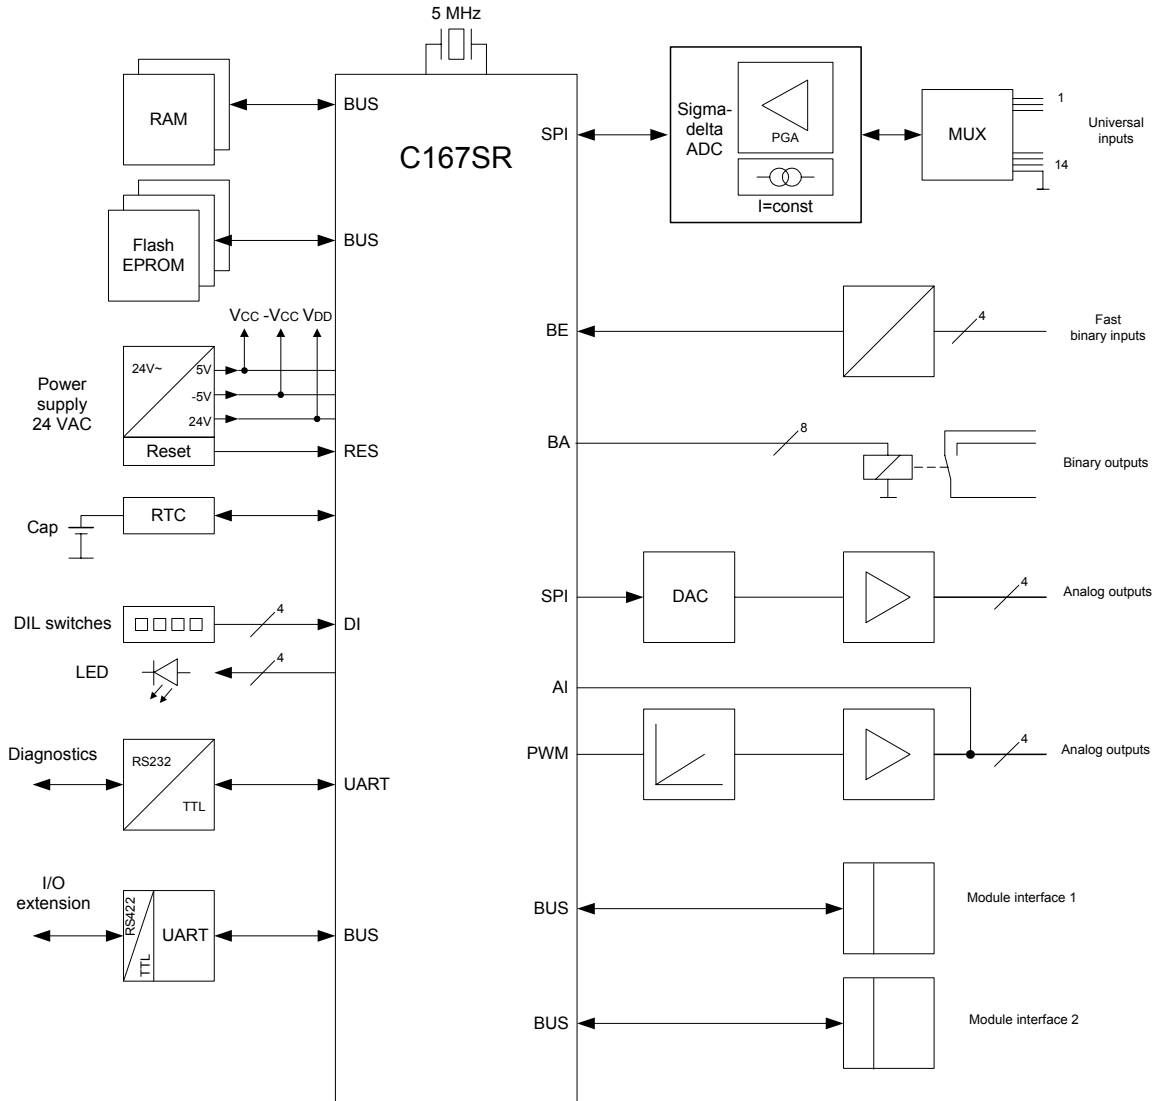 5 MHz
C167SR
RAM
BUS
Flash
EPROM
BUS
VCC -VCC VDD
Power
supply
24 VAC
24V~
5V
-5V
24V
Reset
RES
Cap
RTC
DIL switches
4
DI
LED
4
Diagnostics
RS232
TTL
UART
I/O
extension
RS422
TTL
UART
BUS
SPI
Sigma-
delta
ADC
PGA
I=const
MUX
1
14
Universal
inputs
BE
4
Fast
binary inputs
BA
8
Binary outputs
SPI
DAC
4
Analog outputs
AI
PWM
4
Analog outputs
BUS
Module interface 1
BUS
Module interface 2